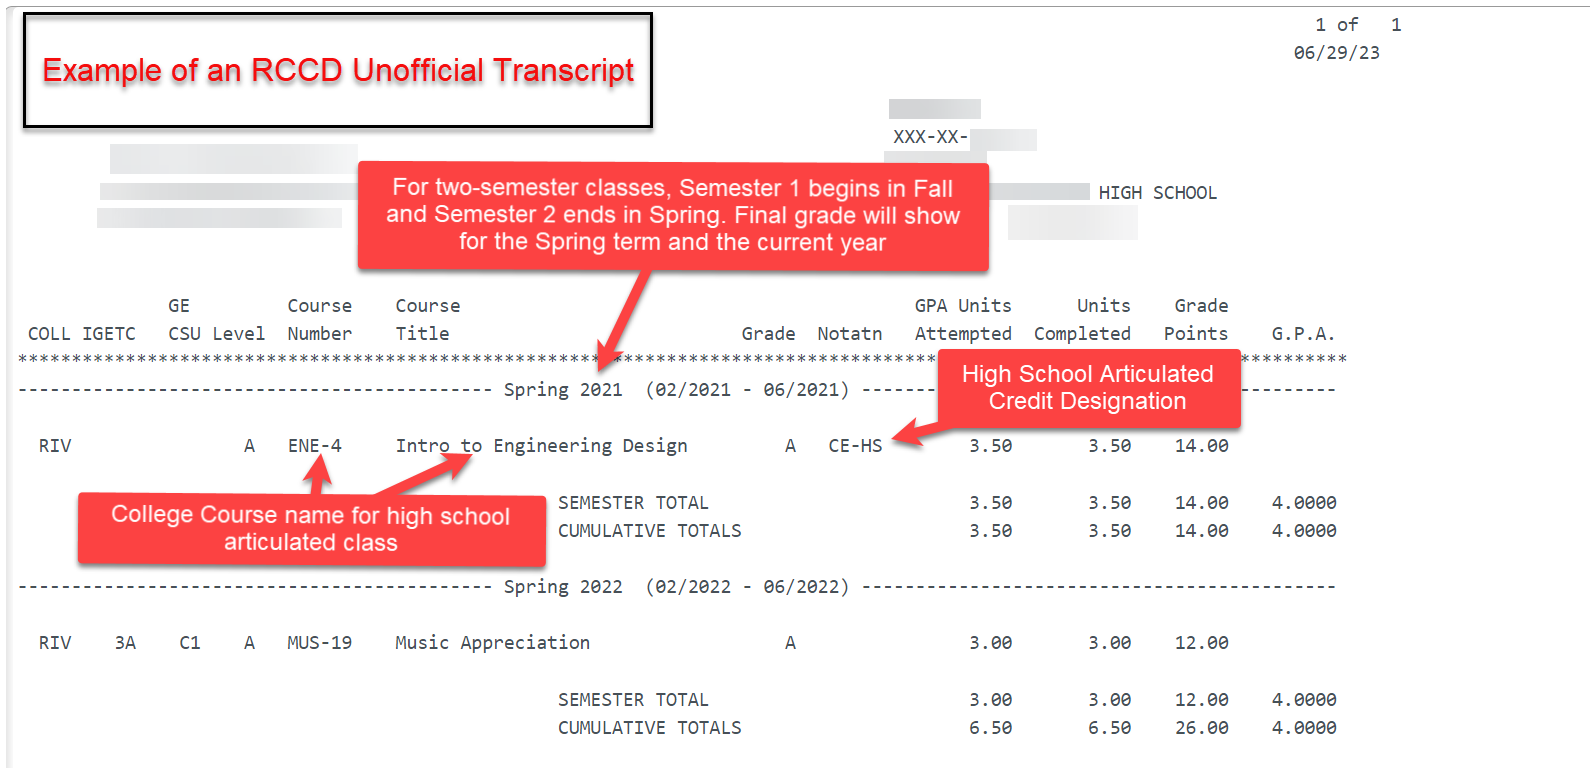 1 of   1
06/29/23
Example of an RCCD Unofficial Transcript
XXX-XX-
For two-semester classes, Semester 1 begins in Fall
and Semester 2 ends in Spring. Final grade will show
for the Spring term and the current year
HIGH SCHOOL
GE Course Course GPA Units Units Grade
COLL IGETC CSU Level Number Title Grade Notatn Attempted Completed Points G.P.A.
---------- Spring 2021 (02/2021 - 06/2021) ----------
High School Articulated
Credit Designation
RIV A ENE-4 Intro to Engineering Design A CE-HS 3.50 3.50 14.00
College Course name for high school
articulated class
SEMESTER TOTAL 3.50 3.50 14.00 4.0000
CUMULATIVE TOTALS 3.50 3.50 14.00 4.0000
---------- Spring 2022 (02/2022 - 06/2022) ----------
RIV 3A C1 A MUS-19 Music Appreciation A 3.00 3.00 12.00
SEMESTER TOTAL 3.00 3.00 12.00 4.0000
CUMULATIVE TOTALS 6.50 6.50 26.00 4.0000